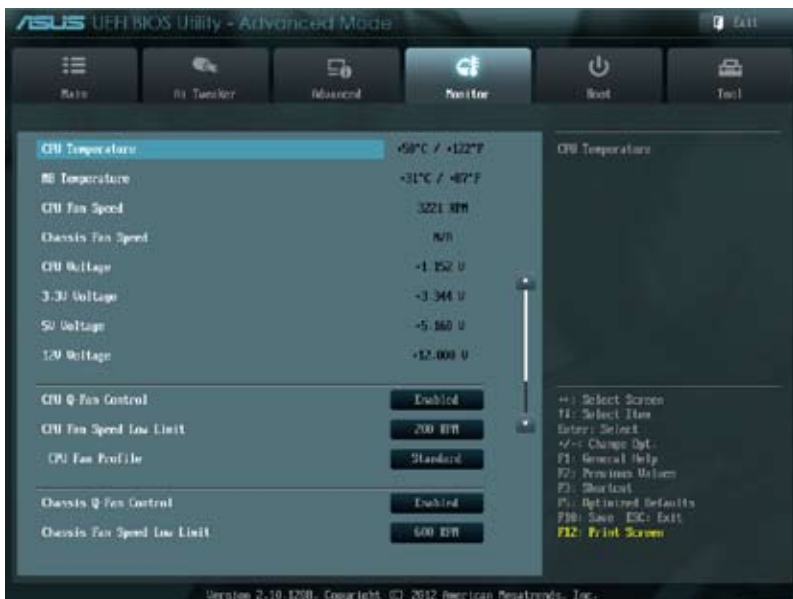 ASUS UEFI BIOS Utility - Advanced Mode
Exit
Main
Ai Tweaker
Advanced
Monitor
Boot
Tool
CPU Temperature +50°C / +122°F
CPU Temperature
MB Temperature +31°C / +87°F
CPU Fan Speed 3221 RPM
Chassis Fan Speed N/A
CPU Voltage +1.152 V
3.3V Voltage +3.344 V
5V Voltage +5.160 V
12V Voltage +12.000 V
CPU Q-Fan Control Enabled
CPU Fan Speed Low Limit 200 RPM
CPU Fan Profile Standard
Chassis Q-Fan Control Enabled
Chassis Fan Speed Low Limit 600 RPM
→←: Select Screen
↑↓: Select Item
Enter: Select
+/-: Change Opt.
F1: General Help
F2: Previous Values
F3: Shortcut
F5: Optimized Defaults
F10: Save ESC: Exit
F12: Print Screen
Version 2.10.1208. Copyright (C) 2012 American Megatrends, Inc.